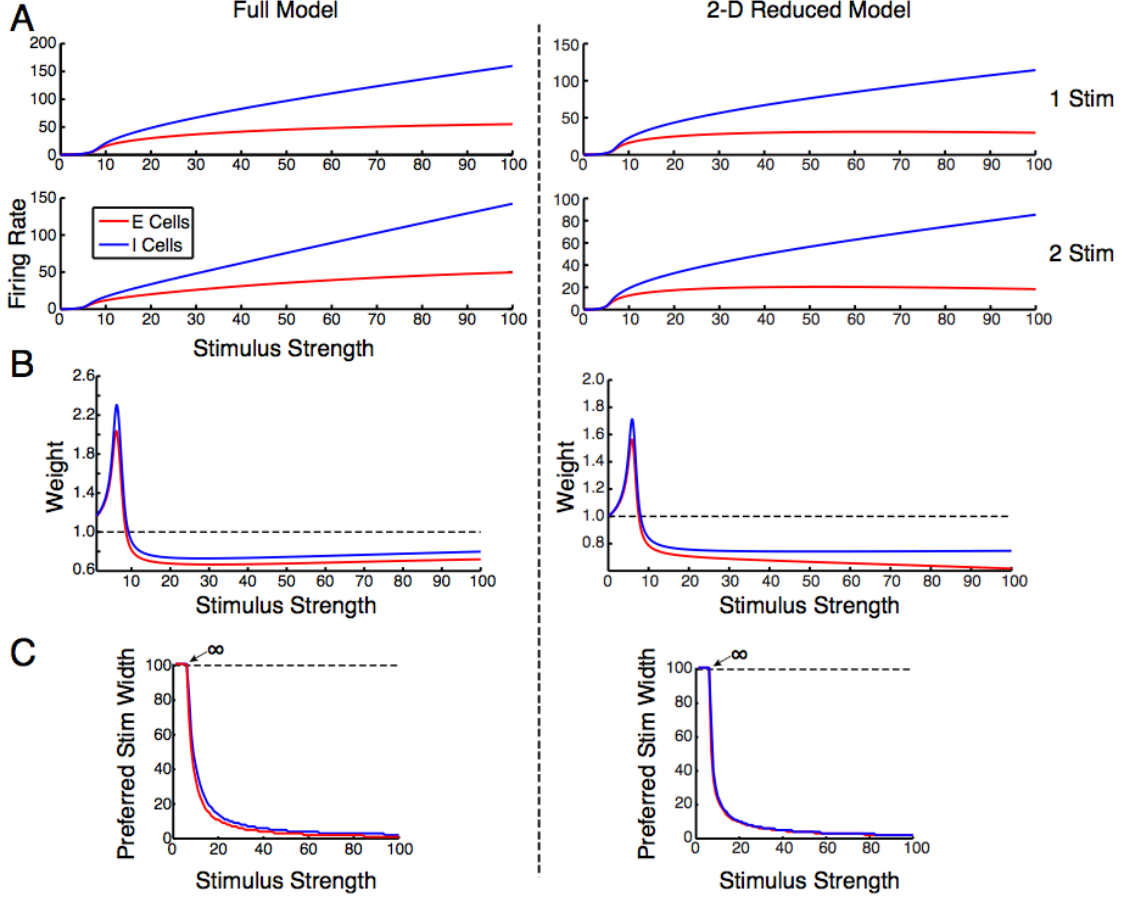 A
Full Model
2-D Reduced Model
200
150
100
50
0
0 10 20 30 40 50 60 70 80 90 100
150
100
50
0
0 10 20 30 40 50 60 70 80 90 100
1 Stim
Firing Rate
150
100
50
0
0 10 20 30 40 50 60 70 80 90 100
E Cells
I Cells
Stimulus Strength
100
80
60
40
20
0
0 10 20 30 40 50 60 70 80 90 100
2 Stim
B
Weight
2.6
2.2
1.8
1.4
1.0
0.6
10 20 30 40 50 60 70 80 90 100
Stimulus Strength
Weight
2.0
1.8
1.6
1.4
1.2
1.0
0.8
0 10 20 30 40 50 60 70 80 90 100
Stimulus Strength
C
Preferred Stim Width
∞
100
80
60
40
20
0
0 20 40 60 80 100
Stimulus Strength
Preferred Stim Width
∞
100
80
60
40
20
0
0 20 40 60 80 100
Stimulus Strength